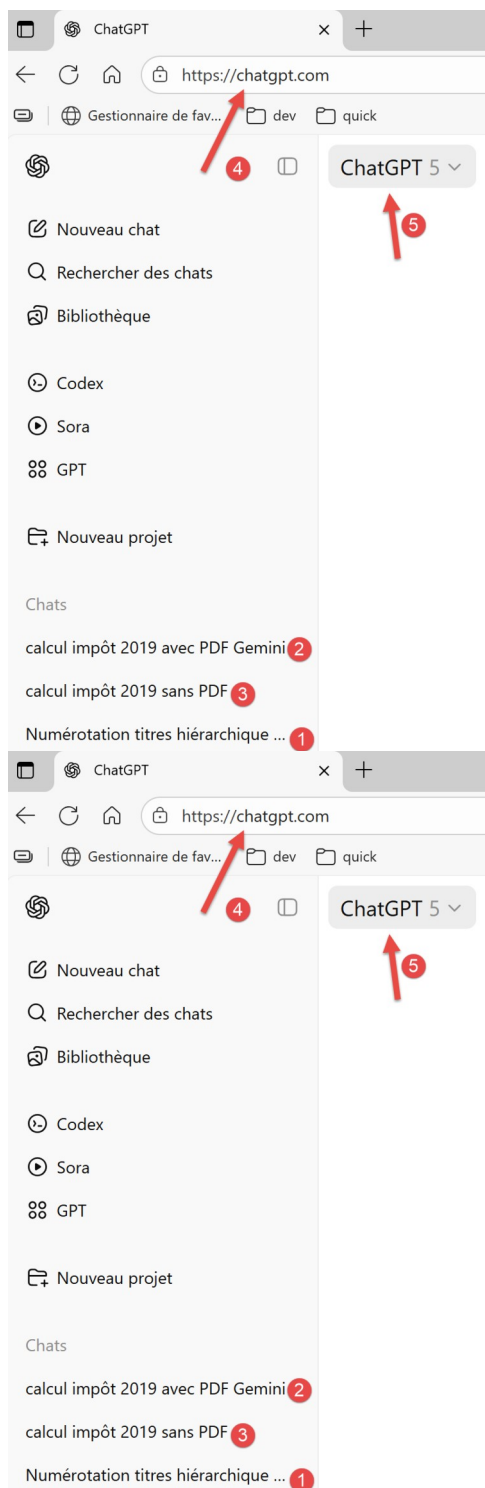 ChatGPT
https://chatgpt.com
Gestionnaire de fav... dev quick
4 ChatGPT 5
5
Nouveau chat
Rechercher des chats
Bibliothèque
Codex
Sora
GPT
Nouveau projet
Chats
calcul impôt 2019 avec PDF Gemini 2
calcul impôt 2019 sans PDF 3
Numérotation titres hiérarchique ... 1
ChatGPT
https://chatgpt.com
Gestionnaire de fav... dev quick
4 ChatGPT 5
5
Nouveau chat
Rechercher des chats
Bibliothèque
Codex
Sora
GPT
Nouveau projet
Chats
calcul impôt 2019 avec PDF Gemini 2
calcul impôt 2019 sans PDF 3
Numérotation titres hiérarchique ... 1